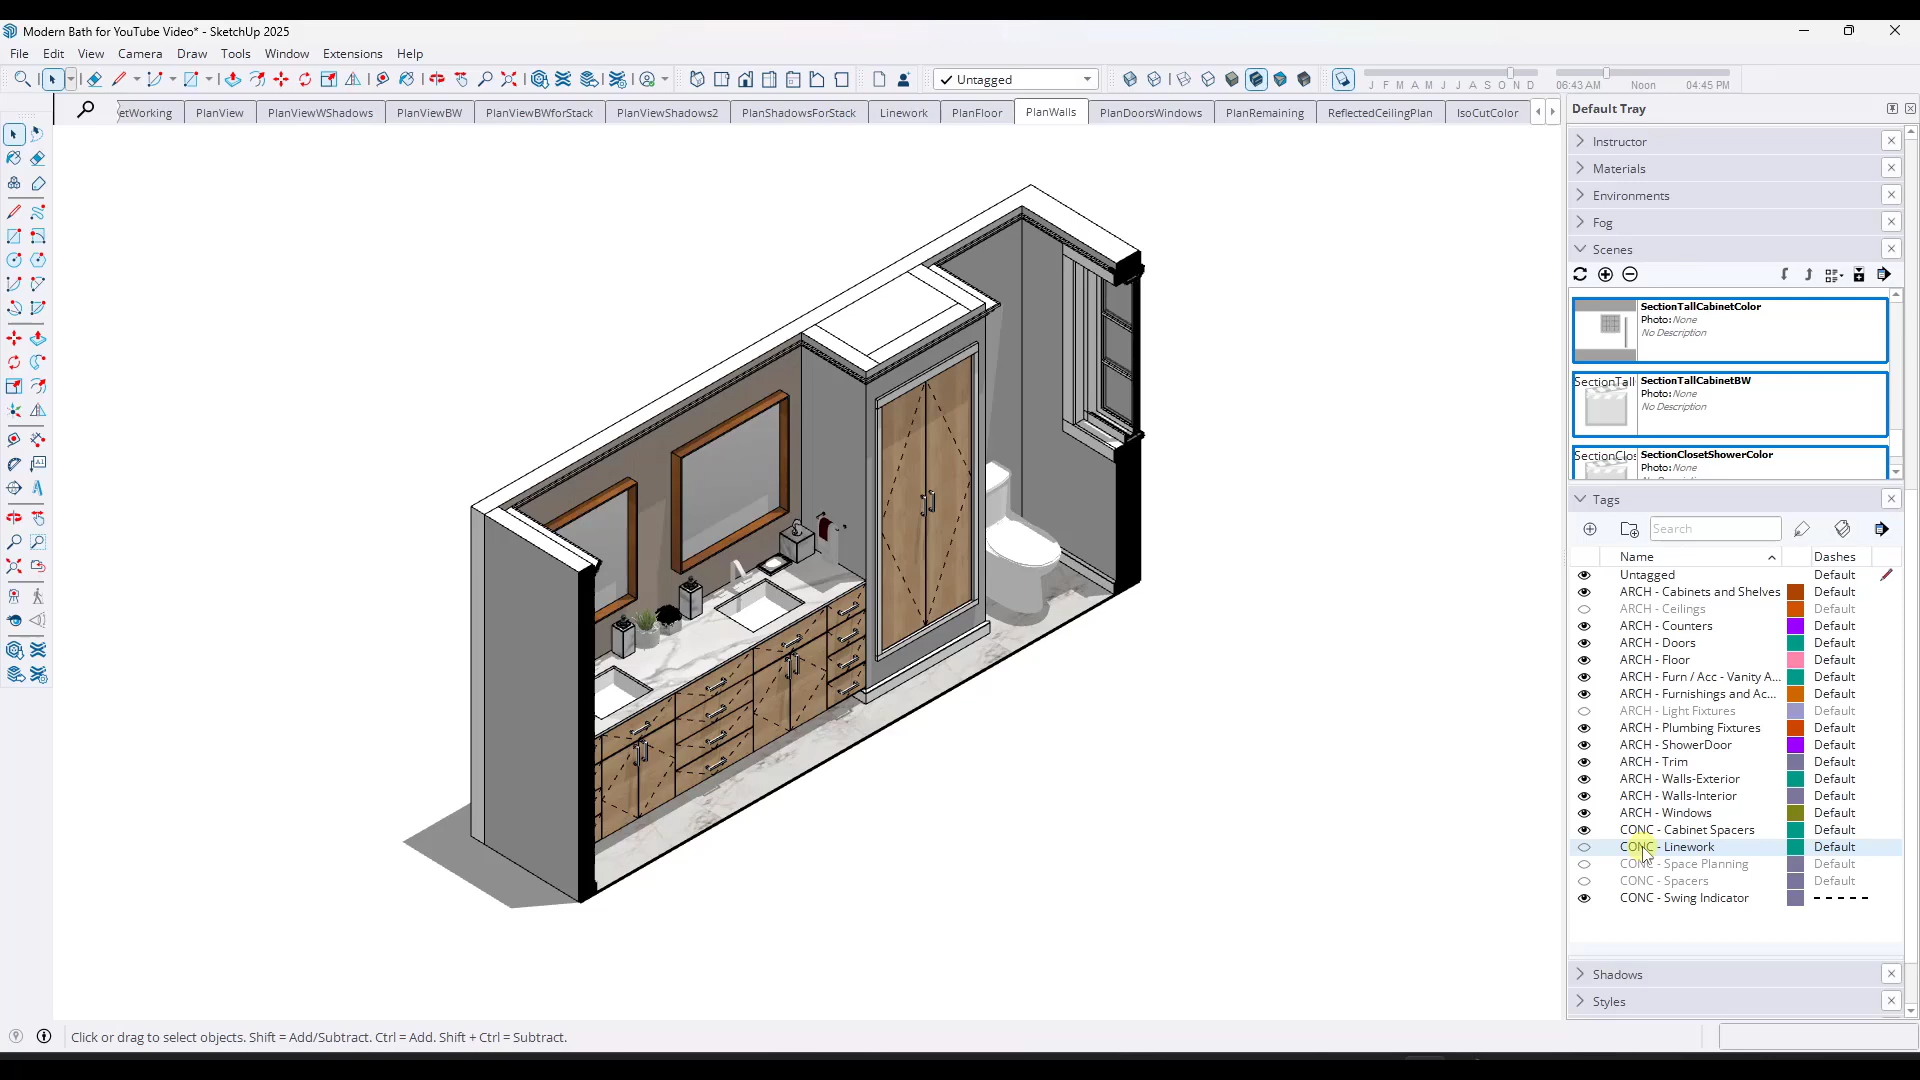 Modern Bath for YouTube Video* - SketchUp 2025
File Edit View Camera Draw Tools Window Extensions Help
Untagged
J F M A M J J A S O N D
06:43 AM Noon 04:45 PM
etWorking PlanView PlanViewWShadows PlanViewBW PlanViewBWforStack PlanViewShadows2 PlanShadowsForStack Linework PlanFloor PlanWalls PlanDoorsWindows PlanRemaining ReflectedCeilingPlan IsoCutColor
Default Tray
Instructor
Materials
Environments
Fog
Scenes
SectionTallCabinetColor
Photo: None
No Description
SectionTall
SectionTallCabinetBW
Photo: None
No Description
SectionClos
SectionClosetShowerColor
Photo: None
Tags
Search
Name Dashes
Untagged Default
ARCH - Cabinets and Shelves Default
ARCH - Ceilings Default
ARCH - Counters Default
ARCH - Doors Default
ARCH - Floor Default
ARCH - Furn / Acc - Vanity A... Default
ARCH - Furnishings and Ac... Default
ARCH - Light Fixtures Default
ARCH - Plumbing Fixtures Default
ARCH - ShowerDoor Default
ARCH - Trim Default
ARCH - Walls-Exterior Default
ARCH - Walls-Interior Default
ARCH - Windows Default
CONC - Cabinet Spacers Default
CONC - Linework Default
CONC - Space Planning Default
CONC - Spacers Default
CONC - Swing Indicator
Shadows
Styles
Click or drag to select objects. Shift = Add/Subtract. Ctrl = Add. Shift + Ctrl = Subtract.